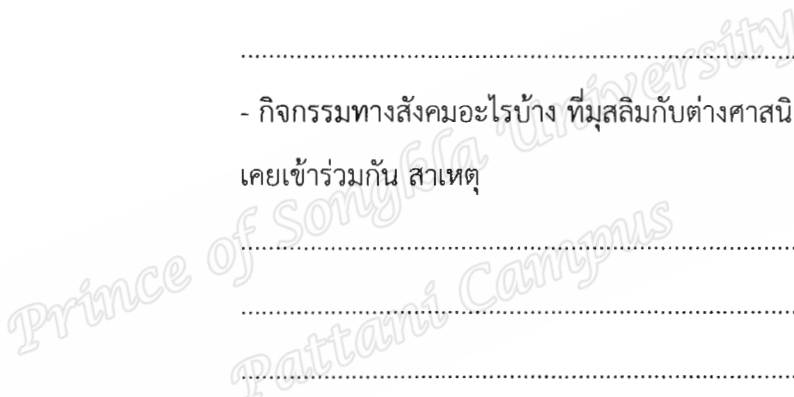 ................................................................
- กิจกรรมทางสังคมอะไรบ้าง ที่มุสลิมกับต่างศาสนิ
เคยเข้าร่วมกัน สาเหตุ
................................................................
................................................................
................................................................
Prince of Songkla University
Pattani Campus